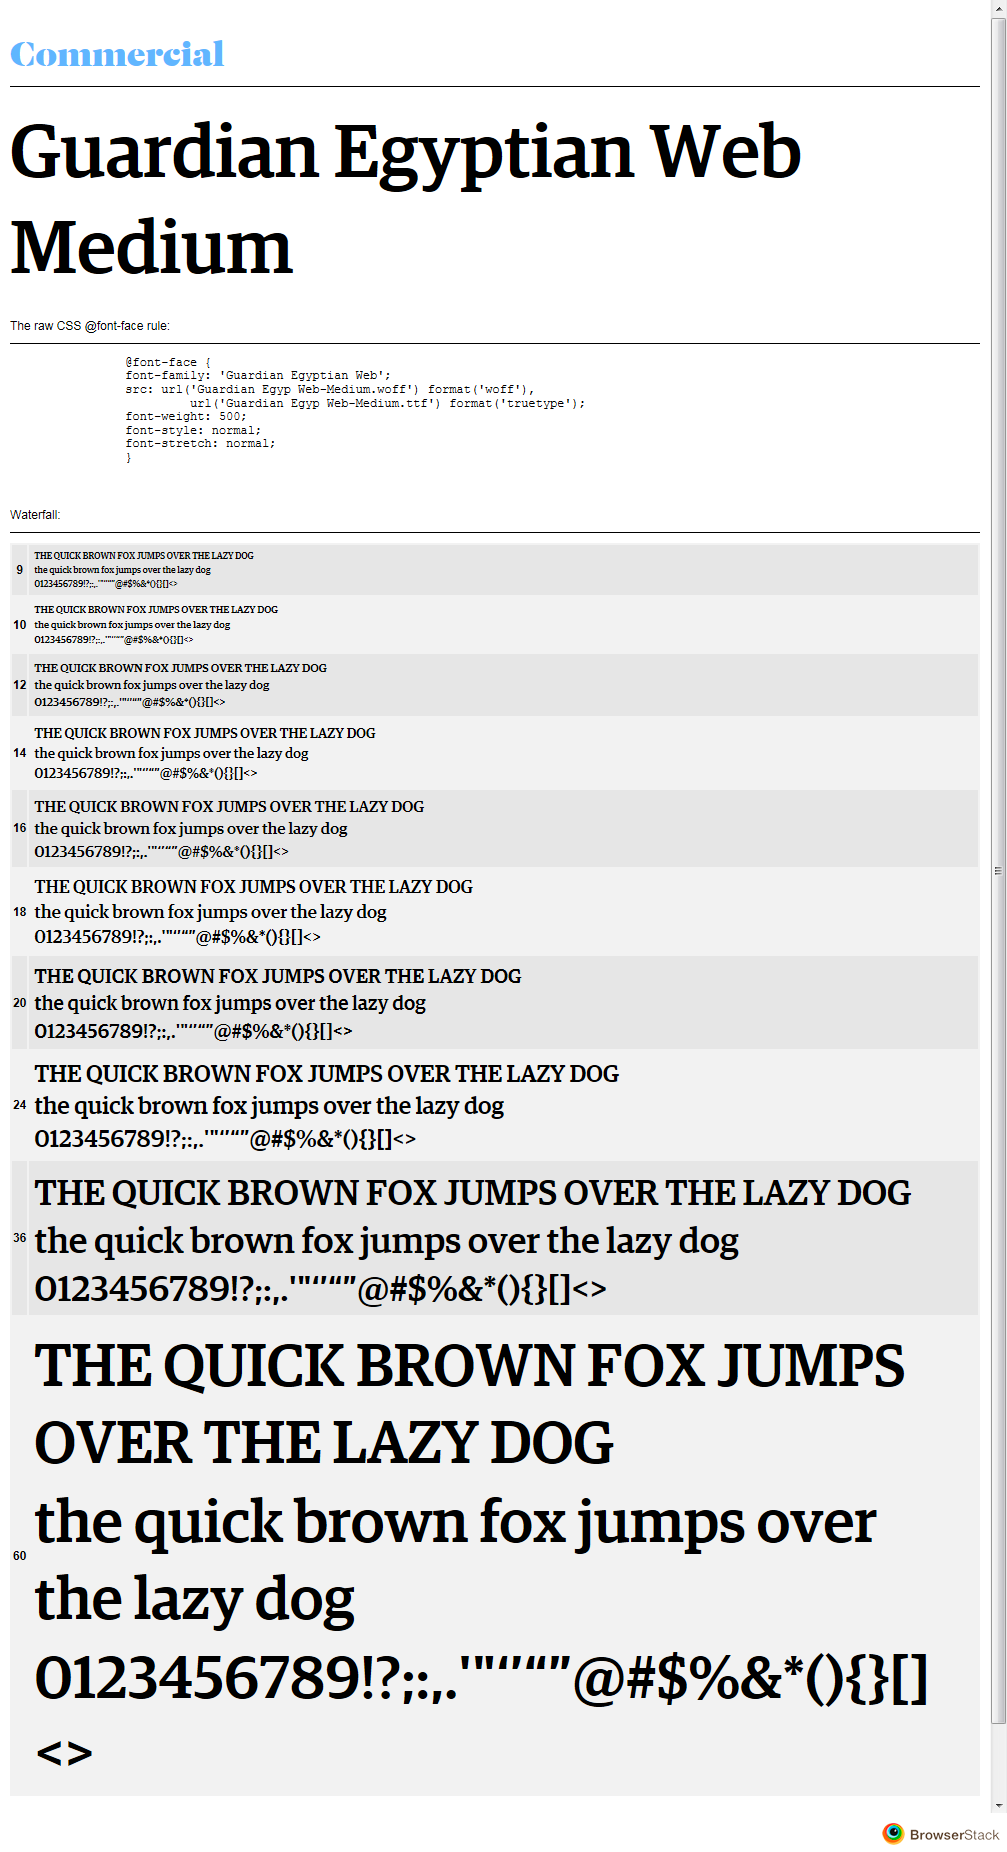 Commercial
Guardian Egyptian Web
Medium
The raw CSS @font-face rule:
@font-face {
font-family: 'Guardian Egyptian Web';
src: url('Guardian Egyp Web-Medium.woff') format('woff'),
url('Guardian Egyp Web-Medium.ttf') format('truetype');
font-weight: 500;
font-style: normal;
font-stretch: normal;
}
Waterfall:
THE QUICK BROWN FOX JUMPS OVER THE LAZY DOG
9 the quick brown fox jumps over the lazy dog
0123456789!?;:,.'"‘’“”@#$%&*(){}[]<>
THE QUICK BROWN FOX JUMPS OVER THE LAZY DOG
10 the quick brown fox jumps over the lazy dog
0123456789!?;:,.'"‘’“”@#$%&*(){}[]<>
THE QUICK BROWN FOX JUMPS OVER THE LAZY DOG
12 the quick brown fox jumps over the lazy dog
0123456789!?;:,.'"‘’“”@#$%&*(){}[]<>
THE QUICK BROWN FOX JUMPS OVER THE LAZY DOG
14 the quick brown fox jumps over the lazy dog
0123456789!?;:,.'"‘’“”@#$%&*(){}[]<>
THE QUICK BROWN FOX JUMPS OVER THE LAZY DOG
16 the quick brown fox jumps over the lazy dog
0123456789!?;:,.'"‘’“”@#$%&*(){}[]<>
THE QUICK BROWN FOX JUMPS OVER THE LAZY DOG
18 the quick brown fox jumps over the lazy dog
0123456789!?;:,.'"‘’“”@#$%&*(){}[]<>
THE QUICK BROWN FOX JUMPS OVER THE LAZY DOG
20 the quick brown fox jumps over the lazy dog
0123456789!?;:,.'"‘’“”@#$%&*(){}[]<>
THE QUICK BROWN FOX JUMPS OVER THE LAZY DOG
24 the quick brown fox jumps over the lazy dog
0123456789!?;:,.'"‘’“”@#$%&*(){}[]<>
THE QUICK BROWN FOX JUMPS OVER THE LAZY DOG
36 the quick brown fox jumps over the lazy dog
0123456789!?;:,.'"‘’“”@#$%&*(){}[]<>
THE QUICK BROWN FOX JUMPS
OVER THE LAZY DOG
the quick brown fox jumps over
60
the lazy dog
0123456789!?;:,.'"‘’“”@#$%&*(){}[]
<>
BrowserStack